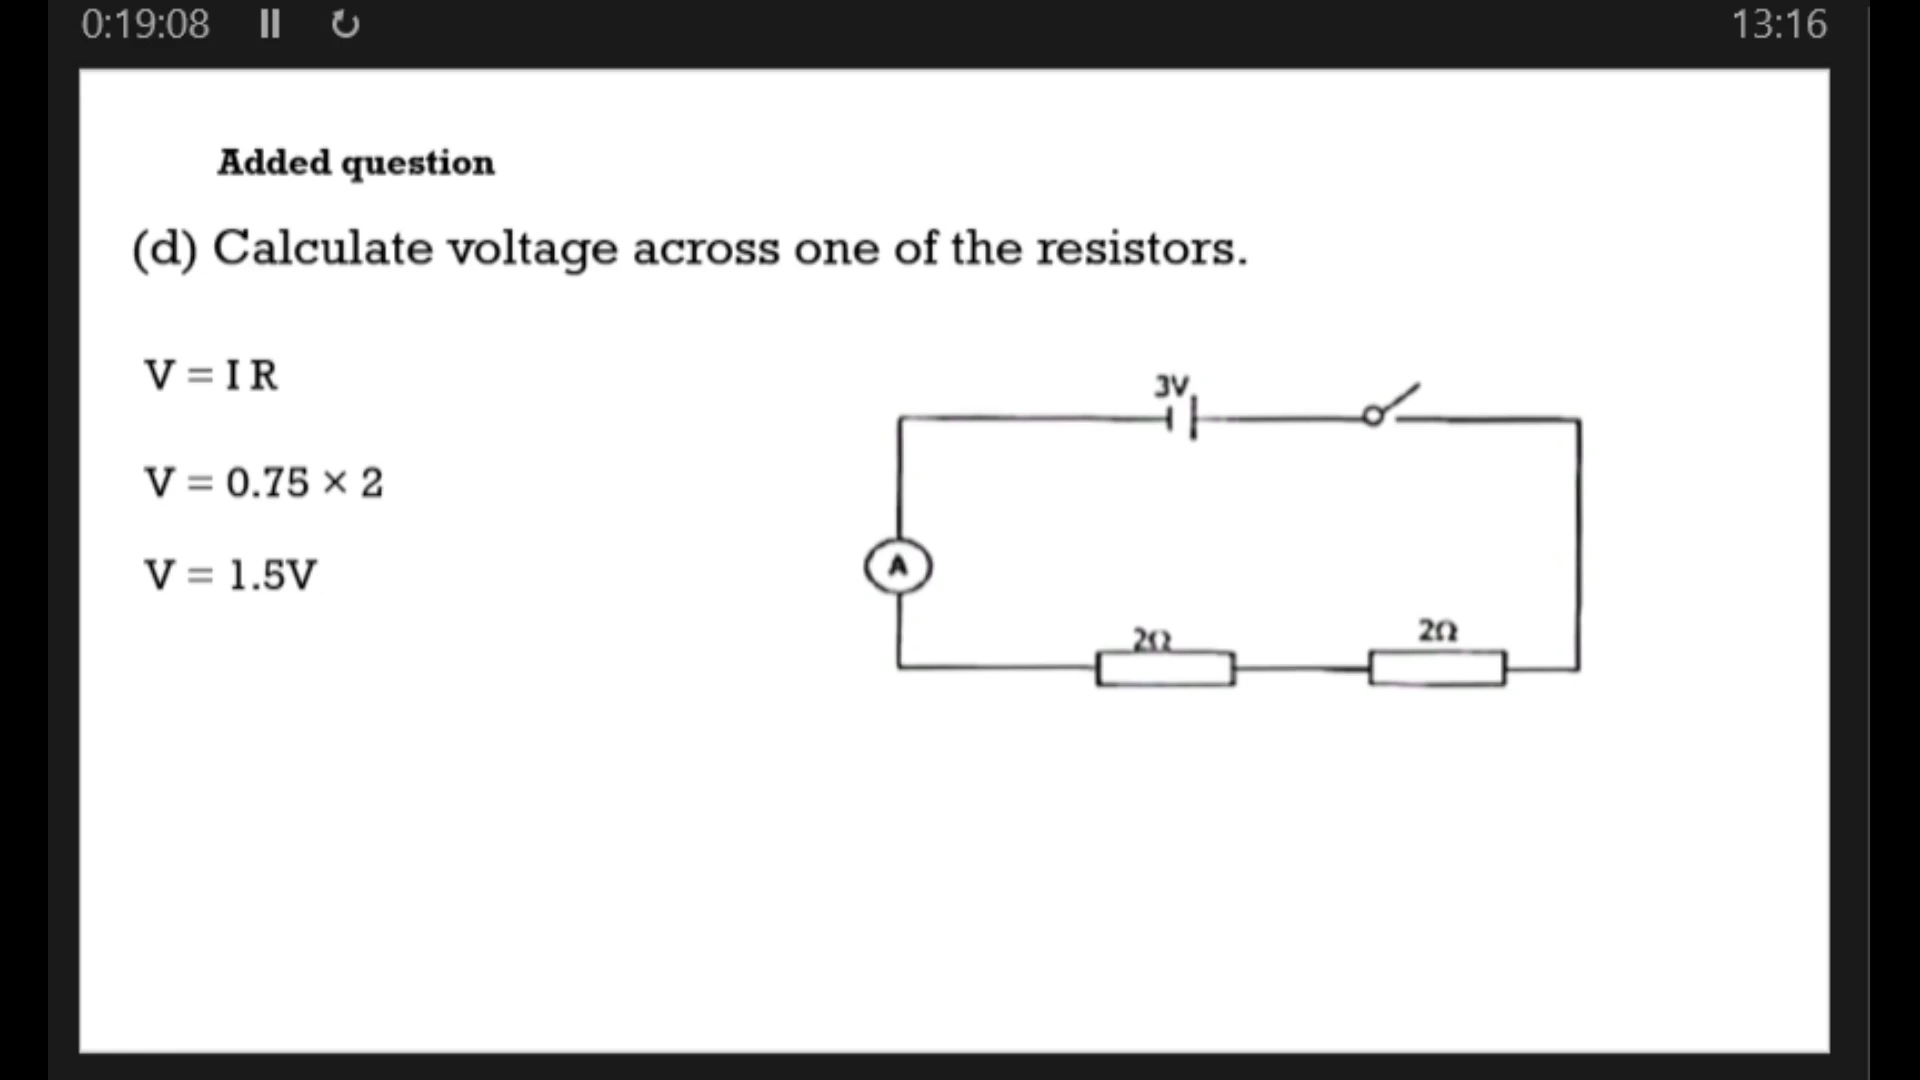 0:19:08
13:16
Added question
(d) Calculate voltage across one of the resistors.
V = I R
V = 0.75 × 2
V = 1.5V
3V
A
2Ω
2Ω